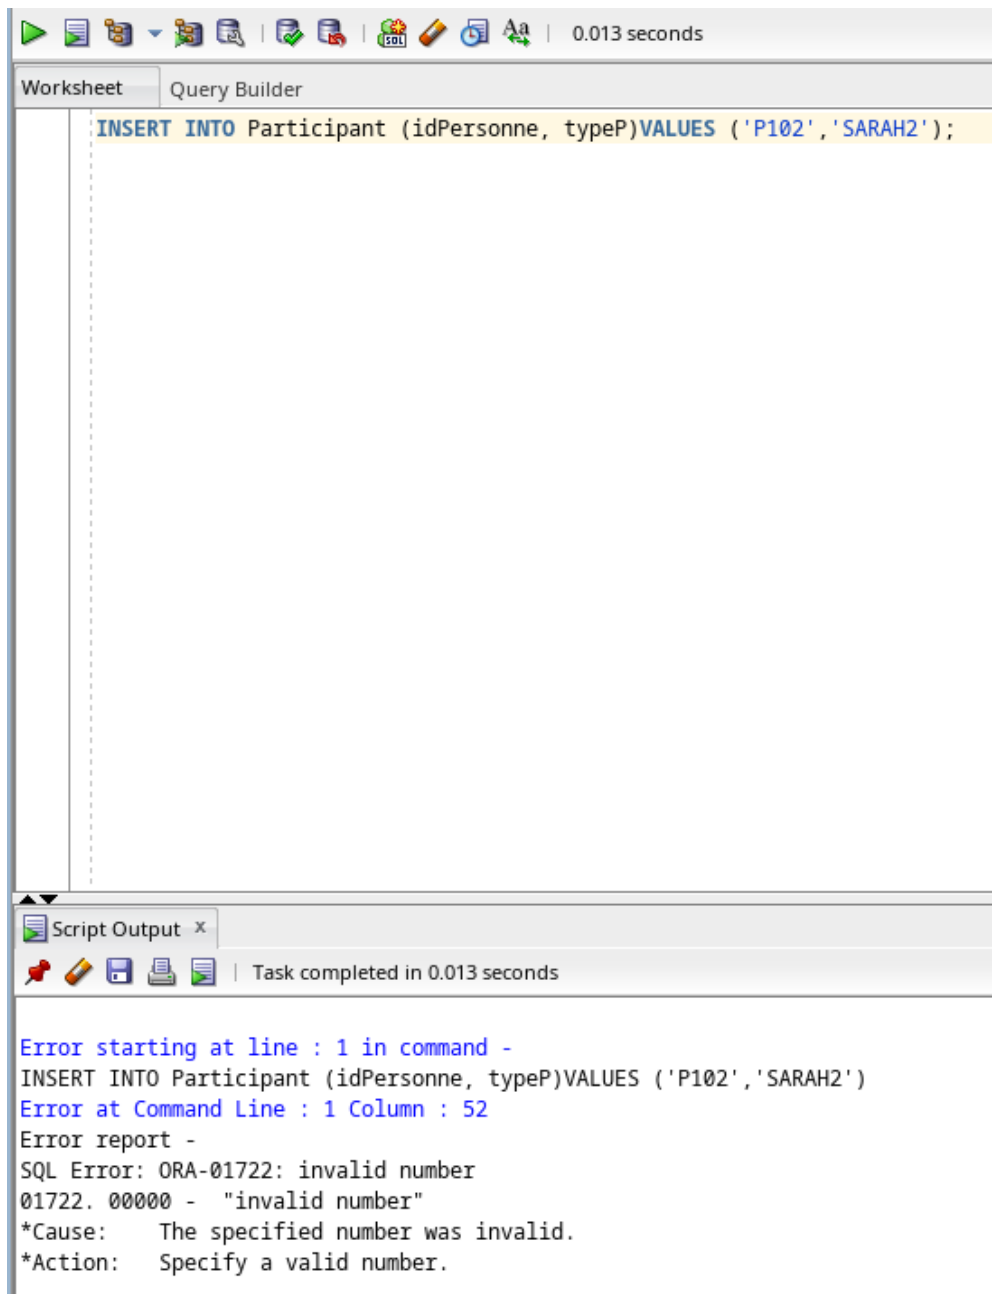 0.013 seconds
Worksheet Query Builder
INSERT INTO Participant (idPersonne, typeP)VALUES ('P102','SARAH2');
Script Output x
Task completed in 0.013 seconds
Error starting at line : 1 in command -
INSERT INTO Participant (idPersonne, typeP)VALUES ('P102','SARAH2')
Error at Command Line : 1 Column : 52
Error report -
SQL Error: ORA-01722: invalid number
01722. 00000 -  "invalid number"
*Cause:    The specified number was invalid.
*Action:   Specify a valid number.